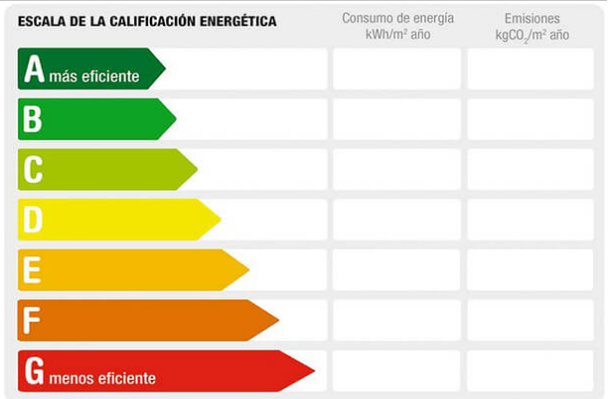 ESCALA DE LA CALIFICACIÓN ENERGÉTICA
Consumo de energía
kWh/m² año
Emisiones
kgCO₂/m² año
A más eficiente
B
C
D
E
F
G menos eficiente